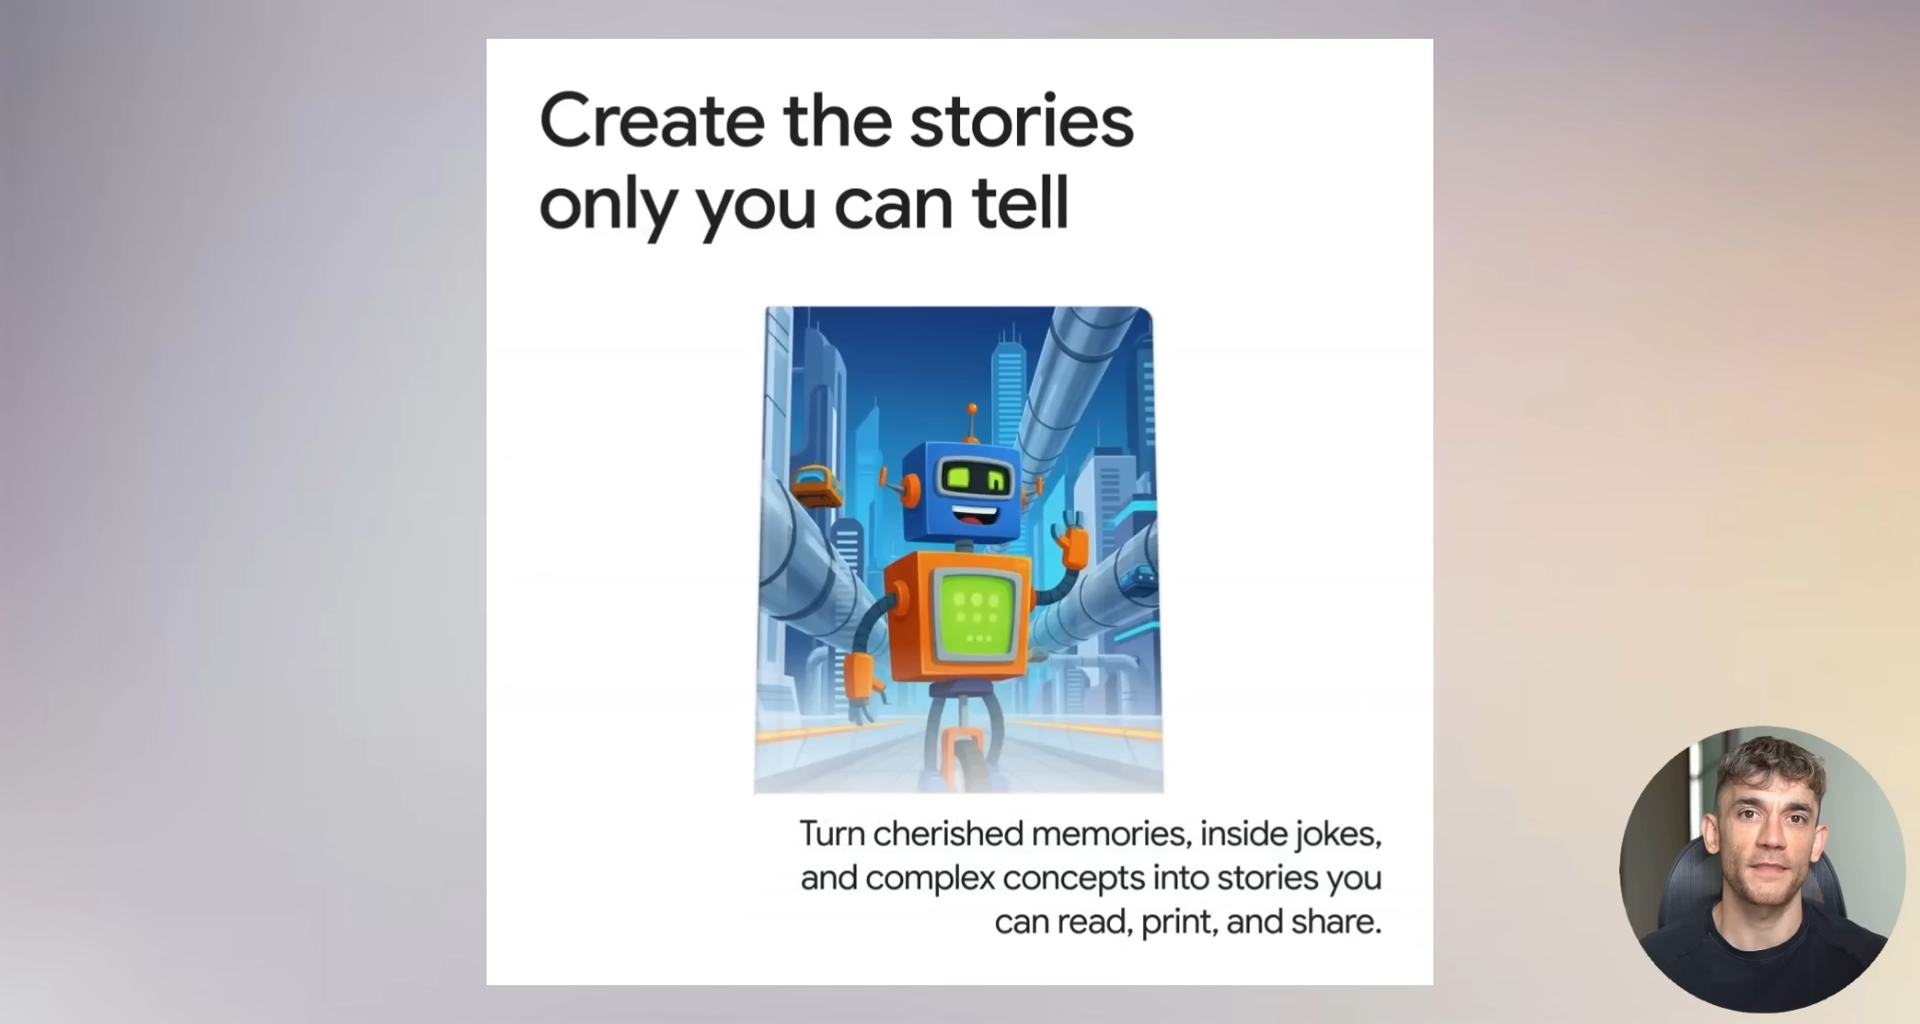 Create the stories
only you can tell
Turn cherished memories, inside jokes,
and complex concepts into stories you
can read, print, and share.